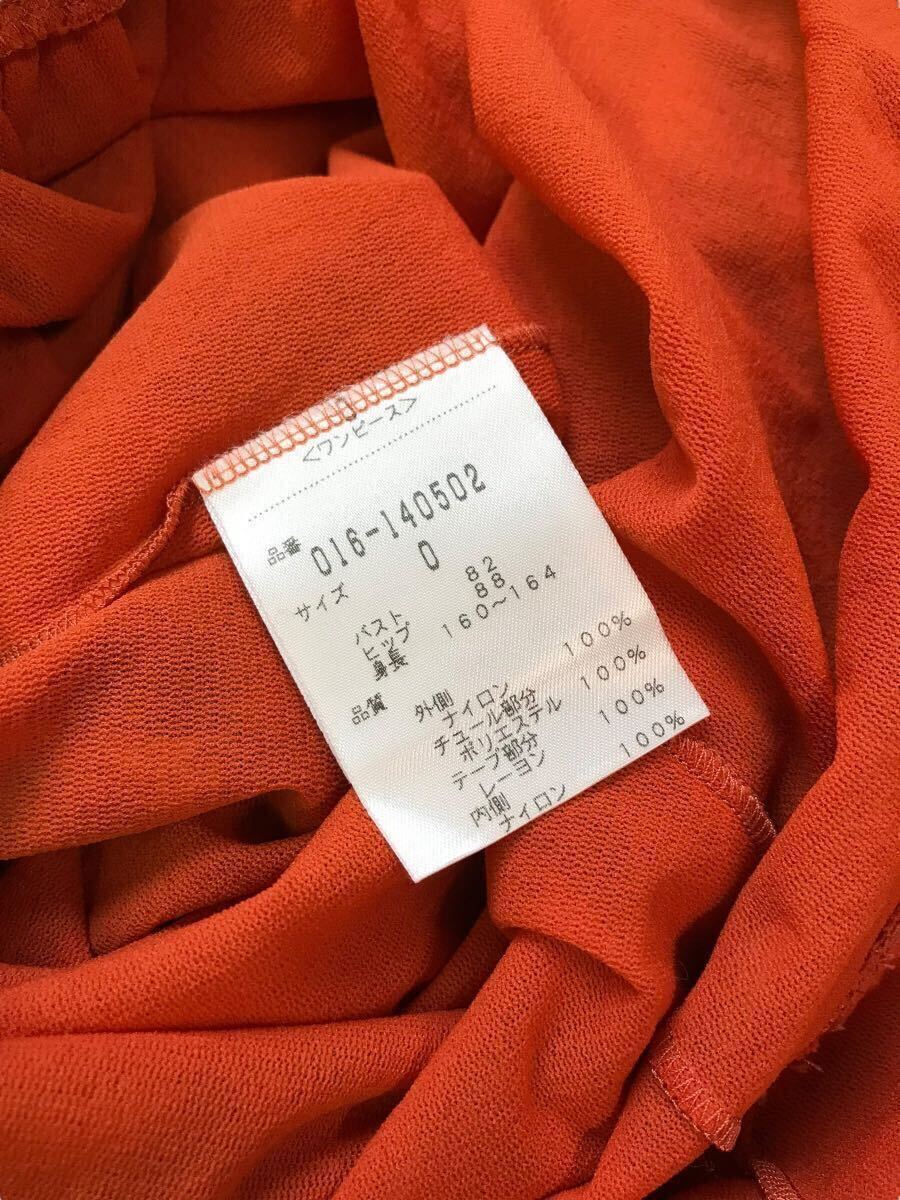 <ワンピース>
品番 016-140502
サイズ 0
バスト 82
ヒップ 88
身長 160〜164
品質 外側
ナイロン 100%
チュール部分
ポリエステル 100%
テープ部分
レーヨン 100%
内側
ナイロン 100%